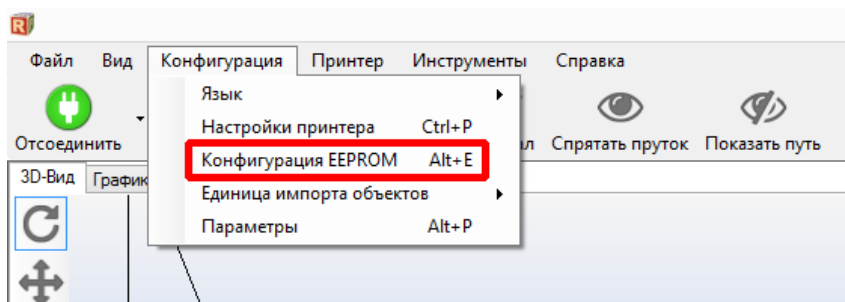 Файл Вид Конфигурация Принтер Инструменты Справка
Язык
Настройки принтера Ctrl+P
Отсоединить Спрятать пруток Показать путь
Конфигурация EEPROM Alt+E
3D-Вид График
Единица импорта объектов
Параметры Alt+P